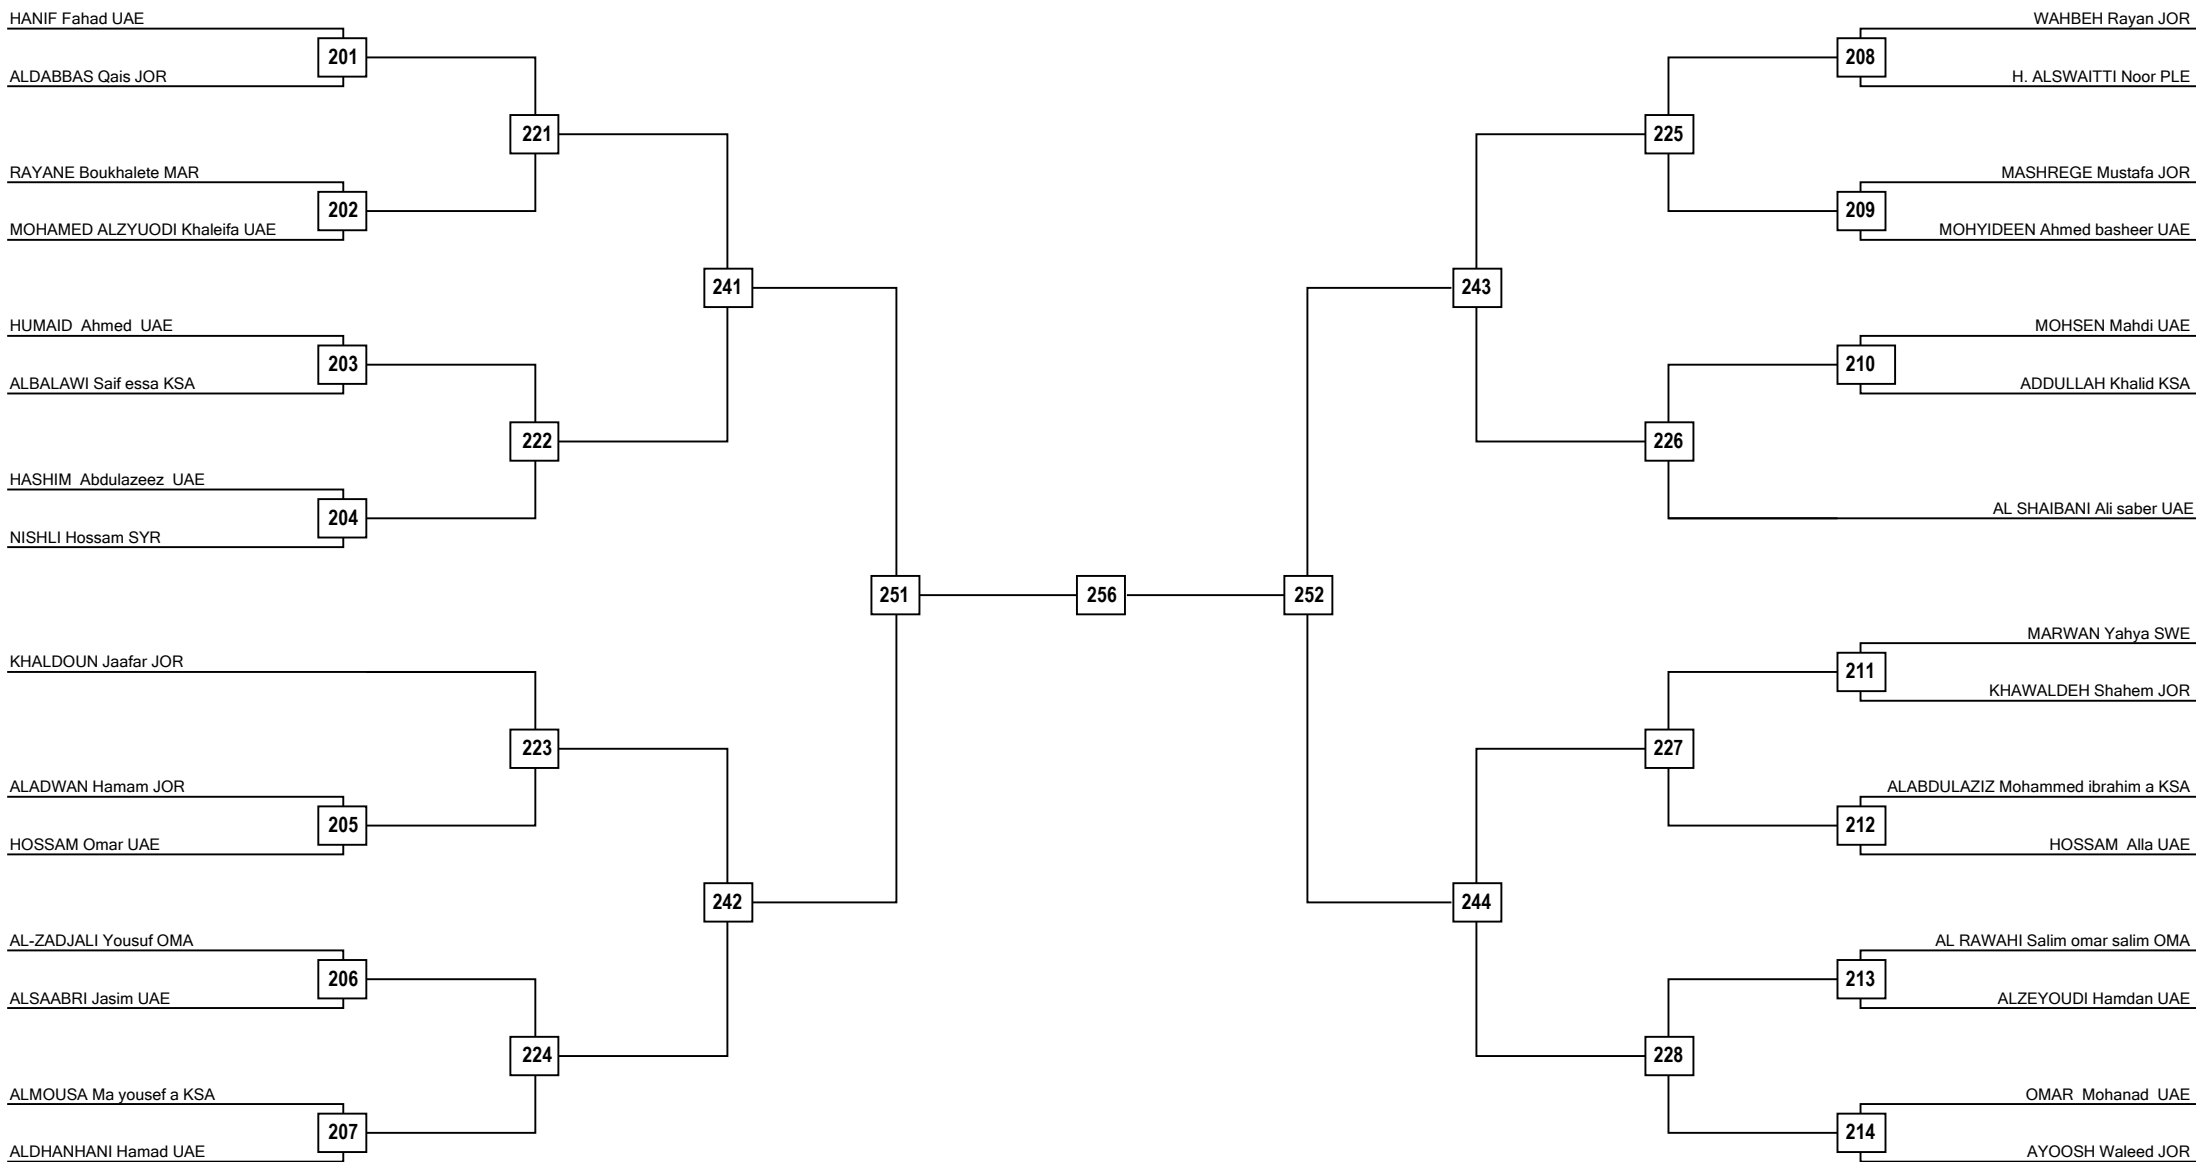 HANIF Fahad UAE
201
ALDABBAS Qais JOR
221
RAYANE Boukhalete MAR
202
MOHAMED ALZYUODI Khaleifa UAE
241
HUMAID Ahmed UAE
203
ALBALAWI Saif essa KSA
222
HASHIM Abdulazeez UAE
204
NISHLI Hossam SYR
251
KHALDOUN Jaafar JOR
223
ALADWAN Hamam JOR
205
HOSSAM Omar UAE
242
AL-ZADJALI Yousuf OMA
206
ALSAABRI Jasim UAE
224
ALMOUSA Ma yousef a KSA
207
ALDHANHANI Hamad UAE
256
WAHBEH Rayan JOR
208
H. ALSWAITTI Noor PLE
225
MASHREGE Mustafa JOR
209
MOHYIDEEN Ahmed basheer UAE
243
MOHSEN Mahdi UAE
210
ADDULLAH Khalid KSA
226
AL SHAIBANI Ali saber UAE
252
MARWAN Yahya SWE
211
KHAWALDEH Shahem JOR
227
ALABDULAZIZ Mohammed ibrahim a KSA
212
HOSSAM Alla UAE
244
AL RAWAHI Salim omar salim OMA
213
ALZEYOUDI Hamdan UAE
228
OMAR Mohanad UAE
214
AYOOSH Waleed JOR